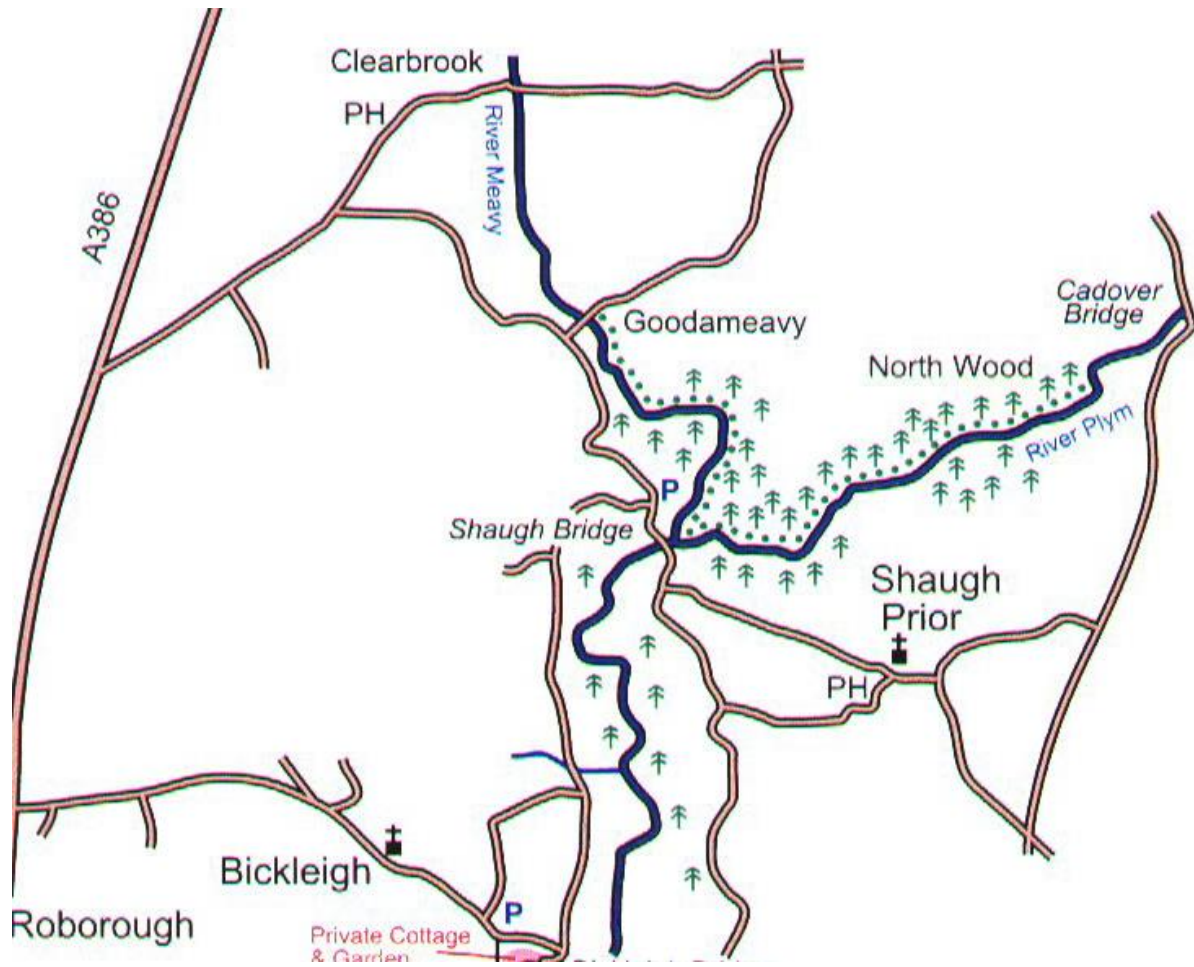 Clearbrook
PH
River Meavy
A386
Goodameavy
Cadover
Bridge
North Wood
River Plym
P
Shaugh Bridge
Shaugh
Prior
PH
Bickleigh
P
Roborough
Private Cottage
& Garden